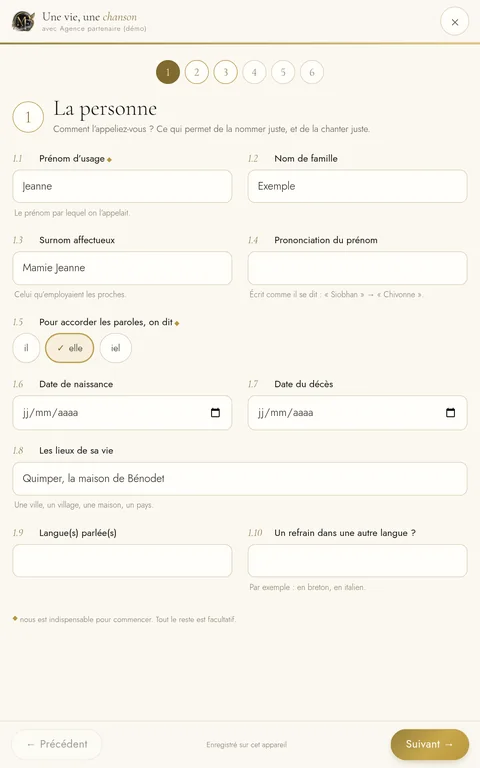 Une vie, une chanson
avec Agence partenaire (démo)
×
1 2 3 4 5 6
1
La personne
Comment l'appeliez-vous ? Ce qui permet de la nommer juste, et de la chanter juste.
1.1 Prénom d'usage ◆
1.2 Nom de famille
Jeanne
Exemple
Le prénom par lequel on l'appelait.
1.3 Surnom affectueux
1.4 Prononciation du prénom
Mamie Jeanne
Celui qu'employaient les proches.
Écrit comme il se dit : « Siobhan » → « Chivonne ».
1.5 Pour accorder les paroles, on dit ◆
il ✓ elle iel
1.6 Date de naissance
1.7 Date du décès
jj/mm/aaaa
jj/mm/aaaa
1.8 Les lieux de sa vie
Quimper, la maison de Bénodet
Une ville, un village, une maison, un pays.
1.9 Langue(s) parlée(s)
1.10 Un refrain dans une autre langue ?
Par exemple : en breton, en italien.
◆ nous est indispensable pour commencer. Tout le reste est facultatif.
← Précédent
Enregistré sur cet appareil
Suivant →